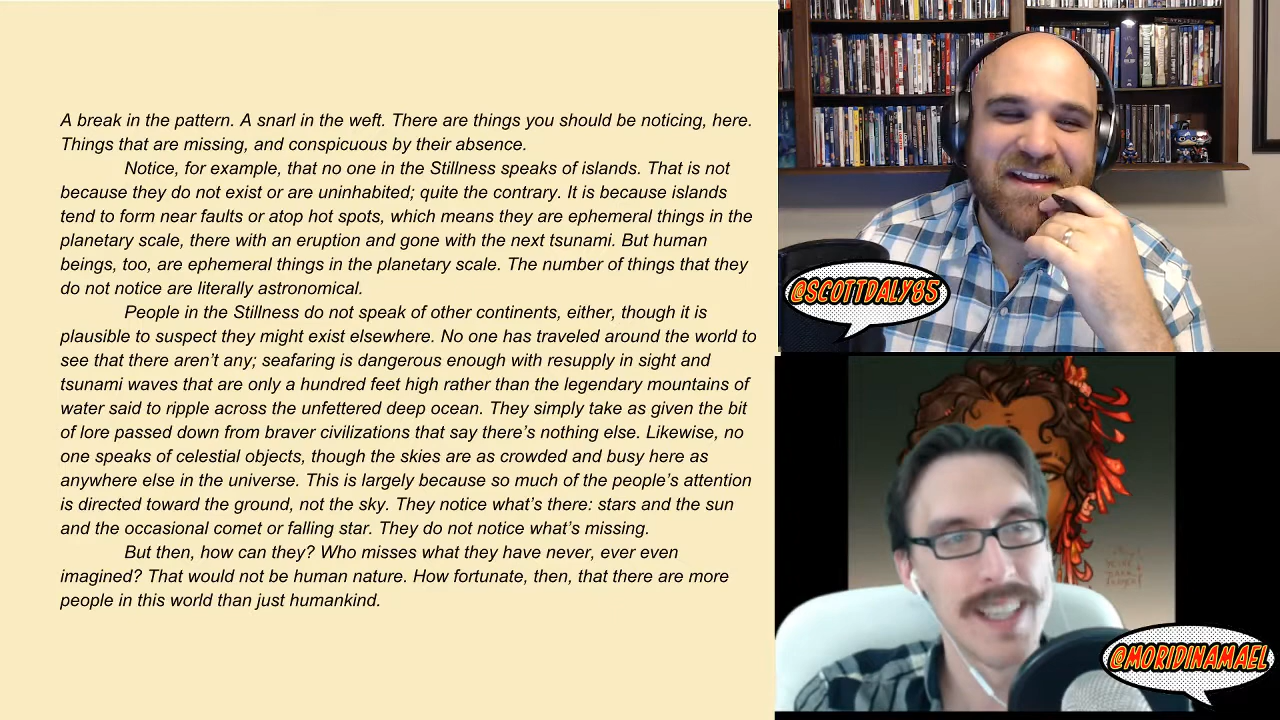 A break in the pattern. A snarl in the weft. There are things you should be noticing, here.
Things that are missing, and conspicuous by their absence.
Notice, for example, that no one in the Stillness speaks of islands. That is not
because they do not exist or are uninhabited; quite the contrary. It is because islands
tend to form near faults or atop hot spots, which means they are ephemeral things in the
planetary scale, there with an eruption and gone with the next tsunami. But human
beings, too, are ephemeral things in the planetary scale. The number of things that they
do not notice are literally astronomical.
People in the Stillness do not speak of other continents, either, though it is
plausible to suspect they might exist elsewhere. No one has traveled around the world to
see that there aren't any; seafaring is dangerous enough with resupply in sight and
tsunami waves that are only a hundred feet high rather than the legendary mountains of
water said to ripple across the unfettered deep ocean. They simply take as given the bit
of lore passed down from braver civilizations that say there's nothing else. Likewise, no
one speaks of celestial objects, though the skies are as crowded and busy here as
anywhere else in the universe. This is largely because so much of the people's attention
is directed toward the ground, not the sky. They notice what's there: stars and the sun
and the occasional comet or falling star. They do not notice what's missing.
But then, how can they? Who misses what they have never, ever even
imagined? That would not be human nature. How fortunate, then, that there are more
people in this world than just humankind.
@SCOTTDALY85
@MORIDINAMAEL